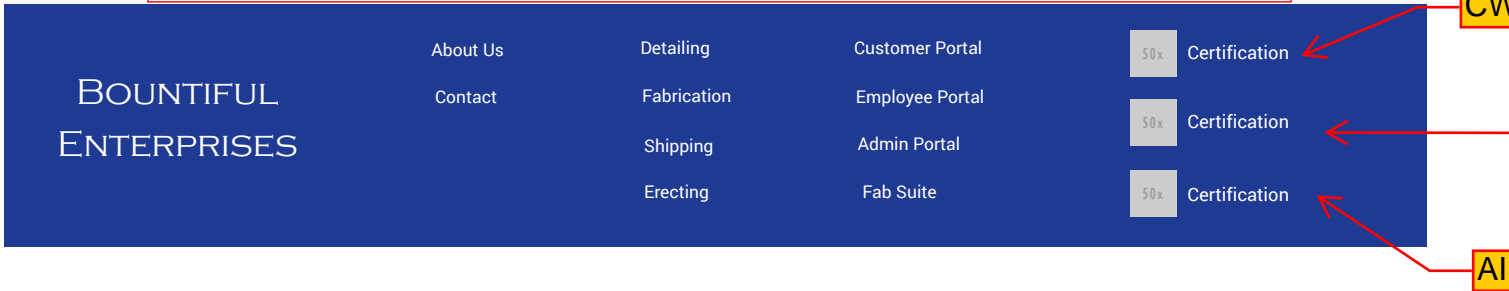 BOUNTIFUL
ENTERPRISES
About Us
Contact
Detailing
Fabrication
Shipping
Erecting
Customer Portal
Employee Portal
Admin Portal
Fab Suite
50x Certification
50x Certification
50x Certification
CW
AI